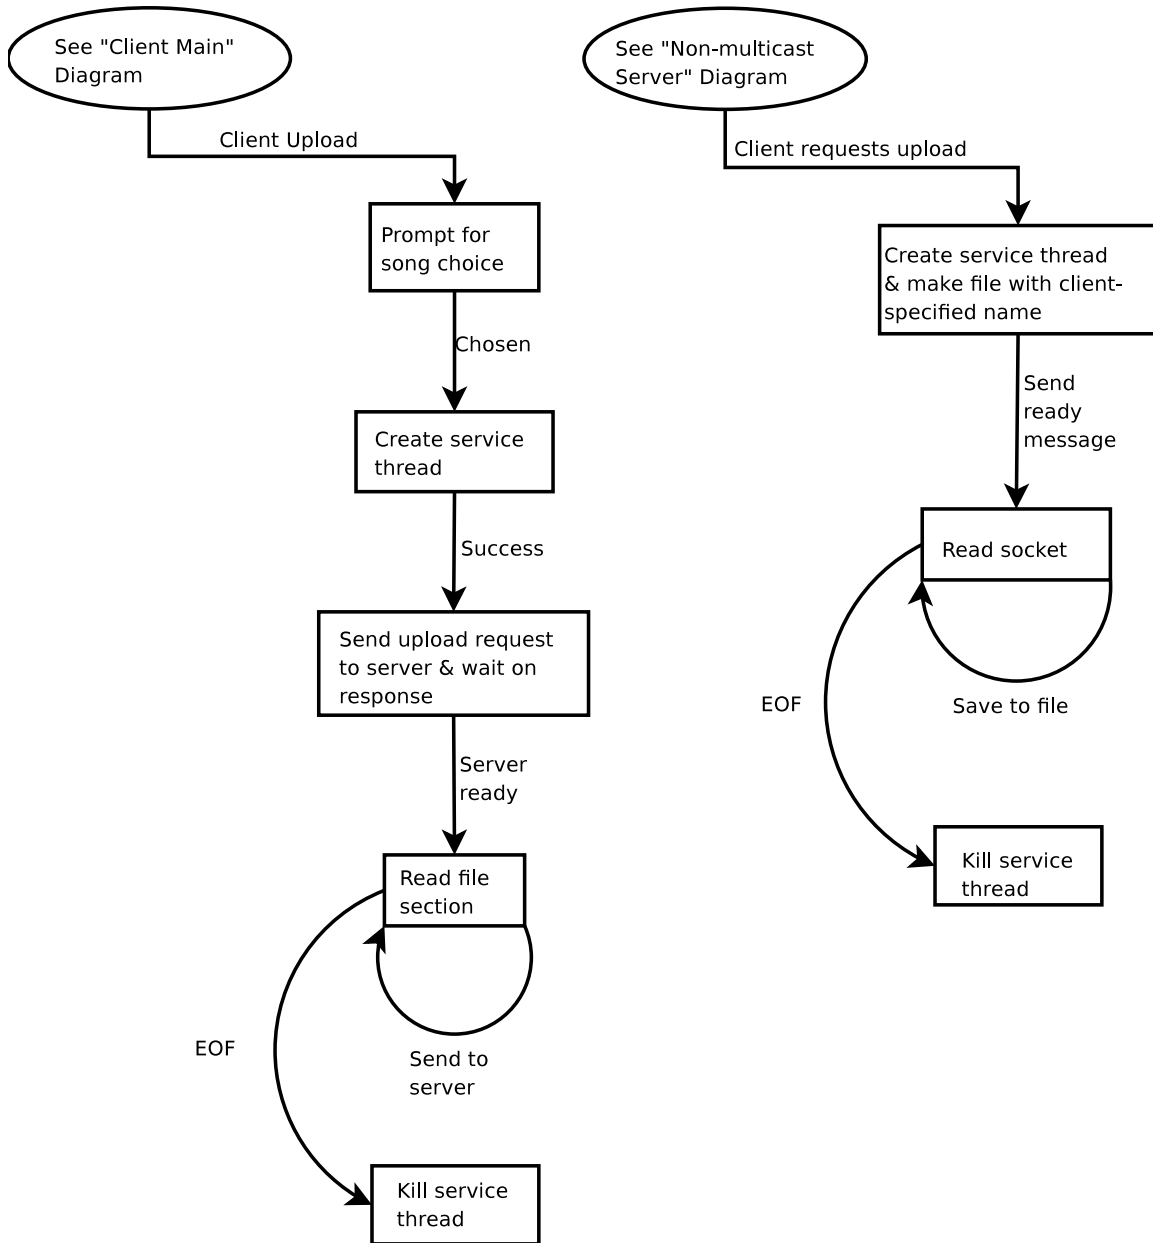 See "Client Main"
Diagram
Client Upload
Prompt for
song choice
Chosen
Create service
thread
Success
Send upload request
to server & wait on
response
Server
ready
Read file
section
Send to
server
EOF
Kill service
thread
See "Non-multicast
Server" Diagram
Client requests upload
Create service thread
& make file with client-
specified name
Send
ready
message
Read socket
Save to file
EOF
Kill service
thread